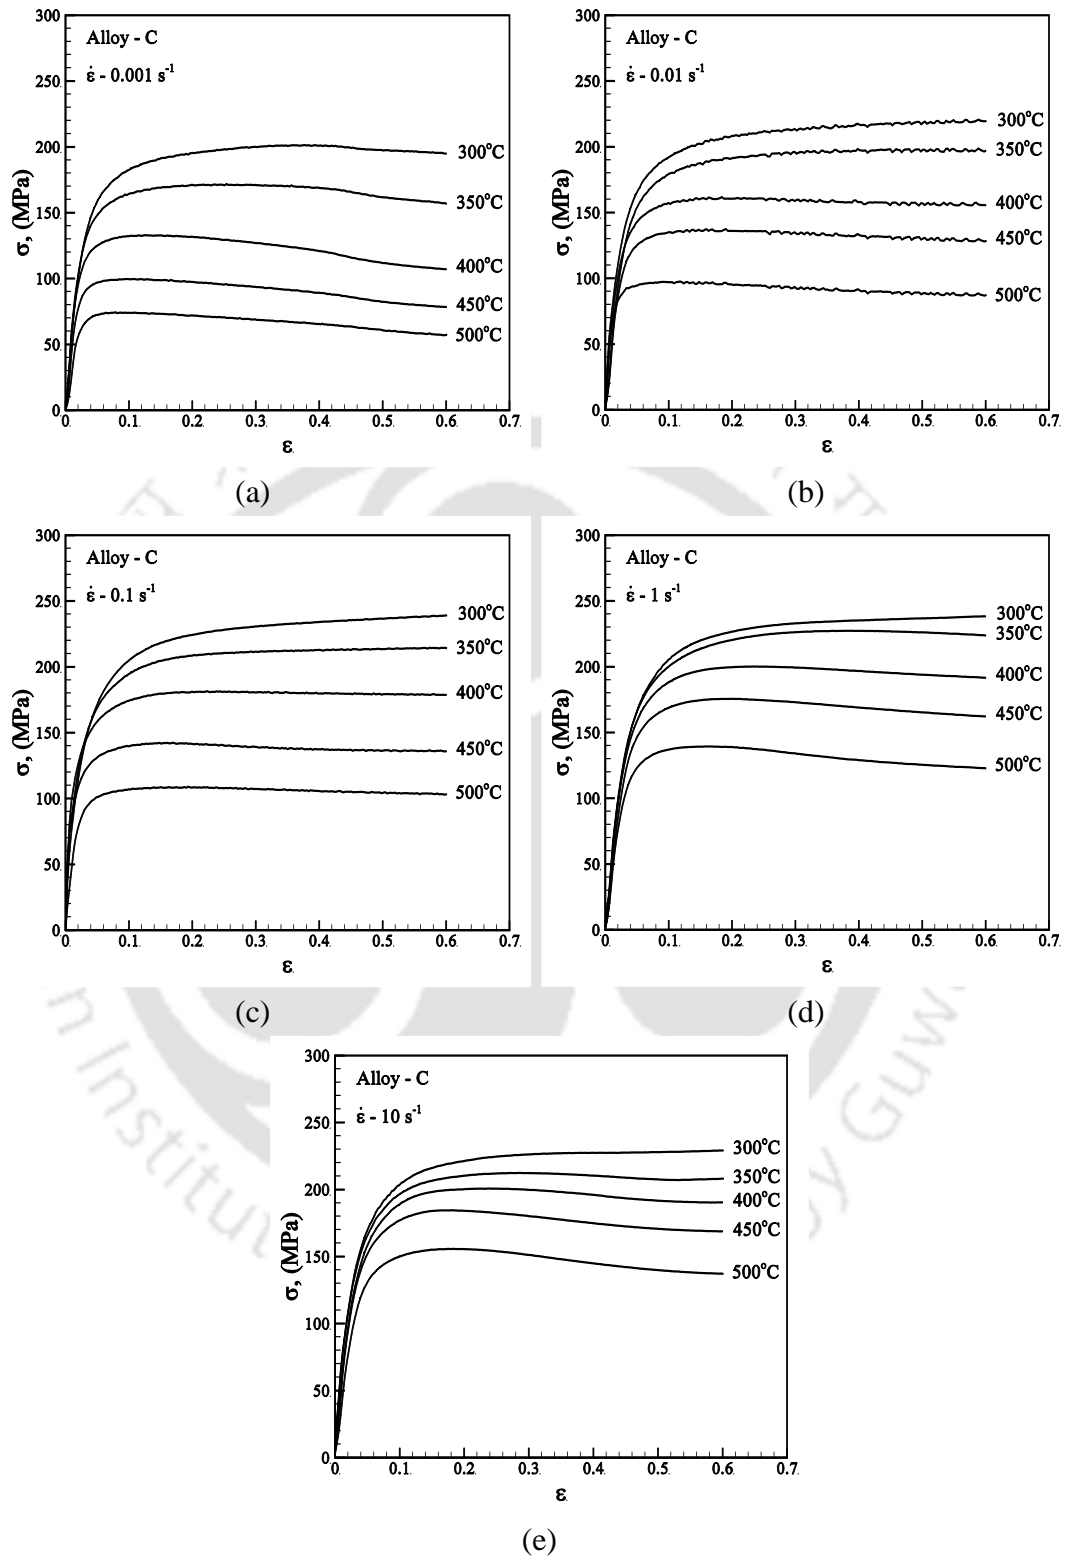 300
250
200
150
100
50
0
Alloy - C
ε̇ - 0.001 s⁻¹
300°C
350°C
400°C
450°C
500°C
σ, (MPa)
0. 0.1 0.2 0.3 0.4 0.5 0.6 0.7
ε
(a)
300
250
200
150
100
50
0
Alloy - C
ε̇ - 0.01 s⁻¹
300°C
350°C
400°C
450°C
500°C
σ, (MPa)
0. 0.1 0.2 0.3 0.4 0.5 0.6 0.7
ε
(b)
300
250
200
150
100
50
0
Alloy - C
ε̇ - 0.1 s⁻¹
300°C
350°C
400°C
450°C
500°C
σ, (MPa)
0. 0.1 0.2 0.3 0.4 0.5 0.6 0.7
ε
(c)
300
250
200
150
100
50
0
Alloy - C
ε̇ - 1 s⁻¹
300°C
350°C
400°C
450°C
500°C
σ, (MPa)
0. 0.1 0.2 0.3 0.4 0.5 0.6 0.7
ε
(d)
300
250
200
150
100
50
0
Alloy - C
ε̇ - 10 s⁻¹
300°C
350°C
400°C
450°C
500°C
σ, (MPa)
0. 0.1 0.2 0.3 0.4 0.5 0.6 0.7
ε
(e)